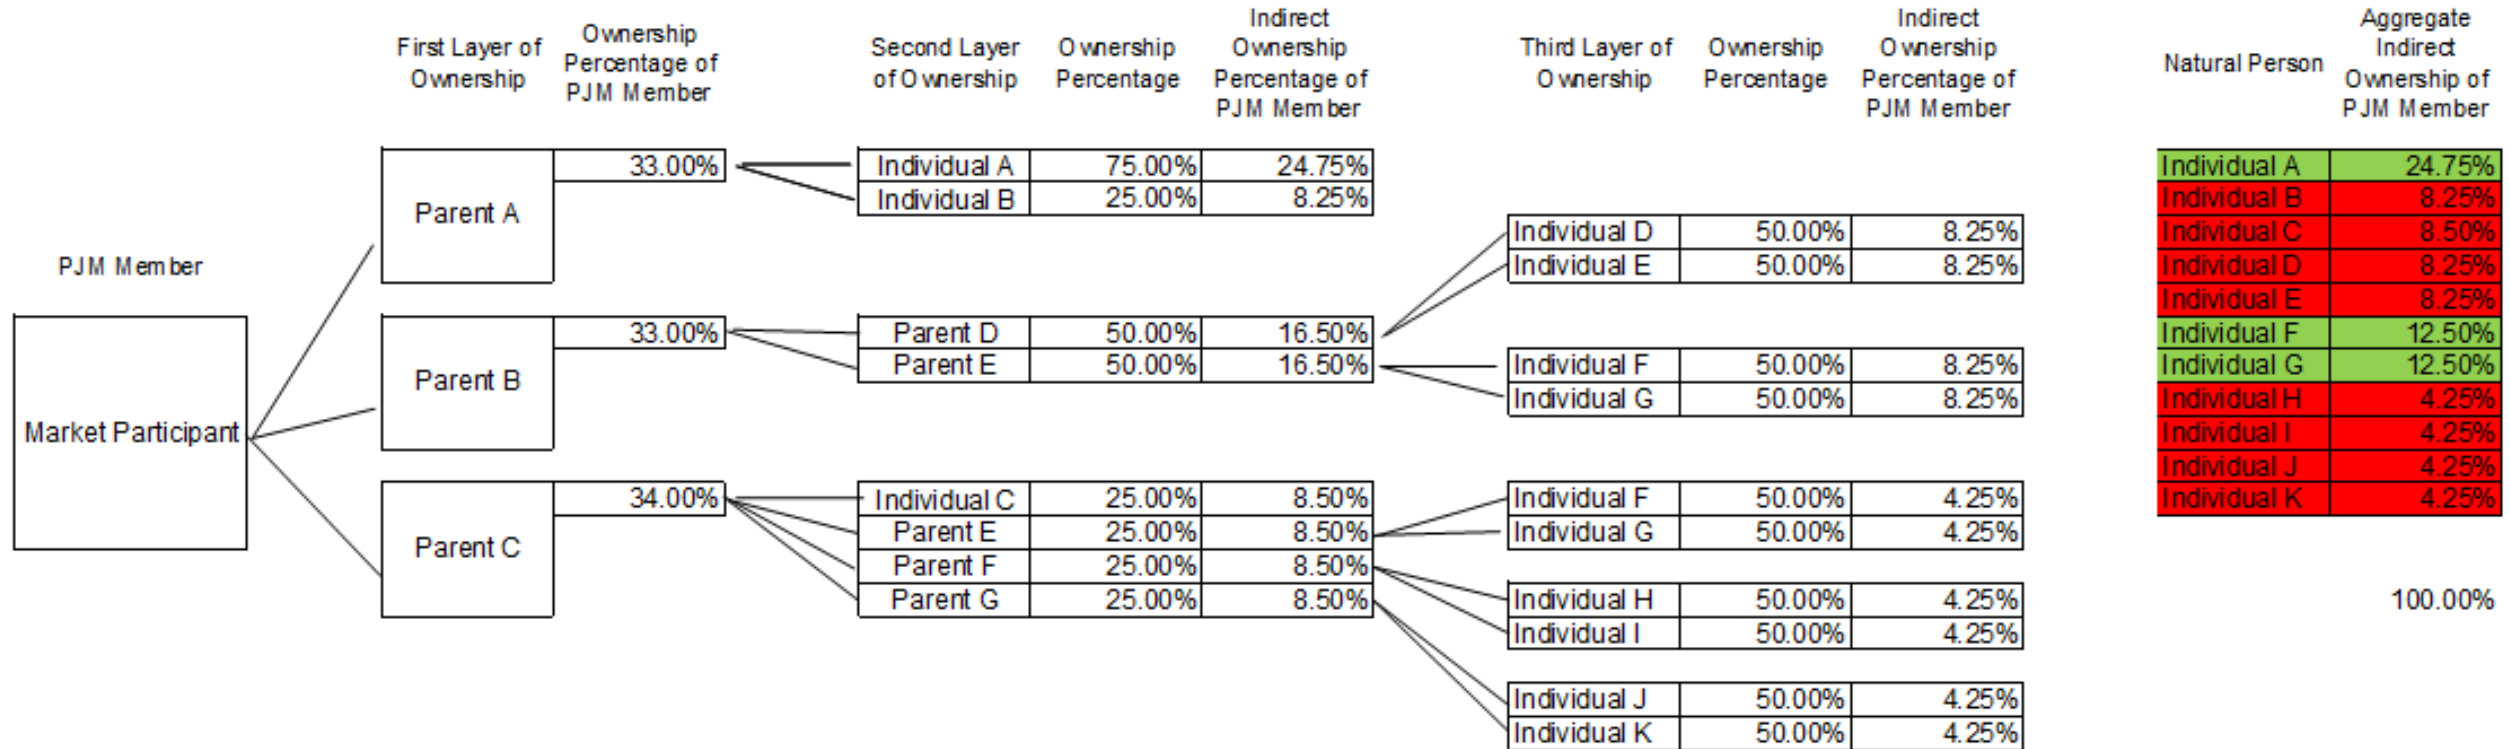 First Layer of
Ownership
Ownership
Percentage of
PJM Member
Second Layer
of Ownership
Ownership
Percentage
Indirect
Ownership
Percentage of
PJM Member
Third Layer of
Ownership
Ownership
Percentage
Indirect
Ownership
Percentage of
PJM Member
Natural Person
Aggregate
Indirect
Ownership of
PJM Member
PJM Member
Market Participant
Parent A
33.00%
Parent B
33.00%
Parent C
34.00%
Individual A 75.00% 24.75%
Individual B 25.00% 8.25%
Parent D 50.00% 16.50%
Parent E 50.00% 16.50%
Individual C 25.00% 8.50%
Parent E 25.00% 8.50%
Parent F 25.00% 8.50%
Parent G 25.00% 8.50%
Individual D 50.00% 8.25%
Individual E 50.00% 8.25%
Individual F 50.00% 8.25%
Individual G 50.00% 8.25%
Individual F 50.00% 4.25%
Individual G 50.00% 4.25%
Individual H 50.00% 4.25%
Individual I 50.00% 4.25%
Individual J 50.00% 4.25%
Individual K 50.00% 4.25%
Individual A 24.75%
Individual B 8.25%
Individual C 8.50%
Individual D 8.25%
Individual E 8.25%
Individual F 12.50%
Individual G 12.50%
Individual H 4.25%
Individual I 4.25%
Individual J 4.25%
Individual K 4.25%
100.00%